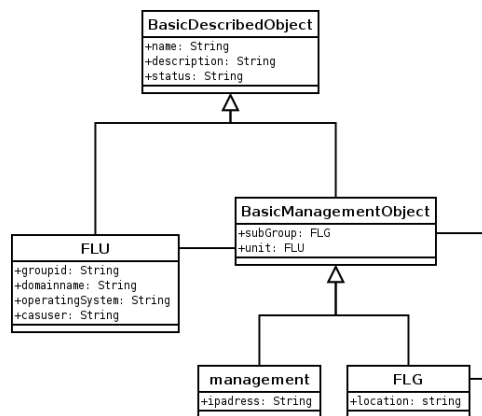 BasicDescribedObject
+name: String
+description: String
+status: String
BasicManagementObject
+subGroup: FLG
+unit: FLU
FLU
+groupid: String
+domainname: String
+operatingSystem: String
+casuser: String
management
+ipadress: String
FLG
+location: string